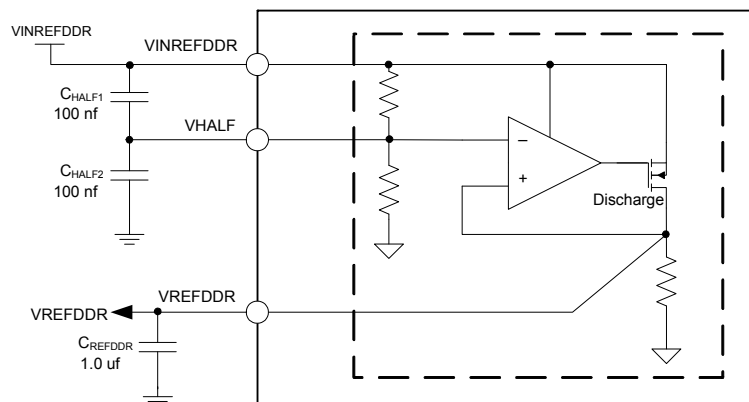 VINREFDDR
VINREFDDR
CHALF1
100 nf
VHALF
CHALF2
100 nf
−
+
Discharge
VREFDDR
VREFDDR
CREFDDR
1.0 uf